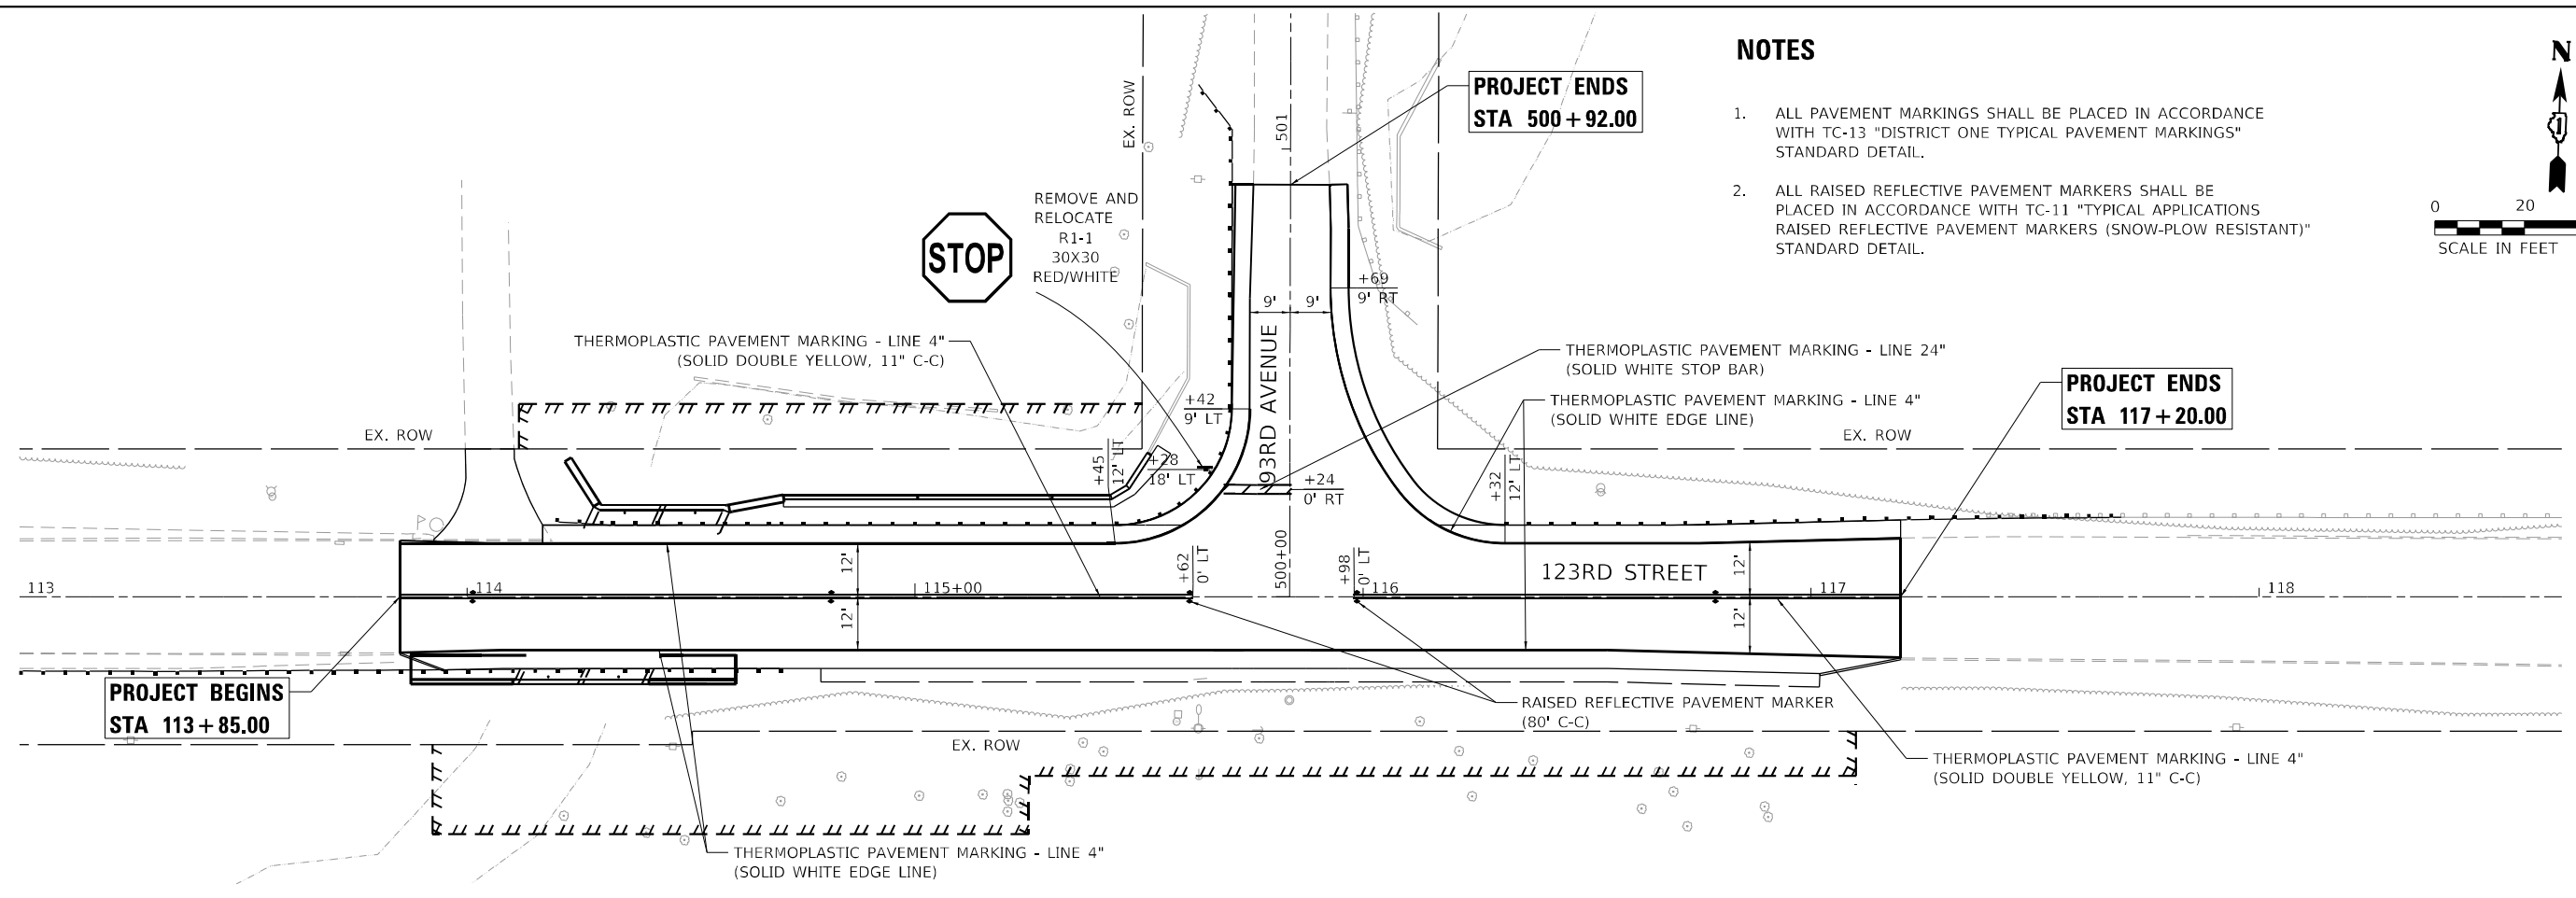 NOTES
1. ALL PAVEMENT MARKINGS SHALL BE PLACED IN ACCORDANCE
WITH TC-13 "DISTRICT ONE TYPICAL PAVEMENT MARKINGS"
STANDARD DETAIL.
2. ALL RAISED REFLECTIVE PAVEMENT MARKERS SHALL BE
PLACED IN ACCORDANCE WITH TC-11 "TYPICAL APPLICATIONS
RAISED REFLECTIVE PAVEMENT MARKERS (SNOW-PLOW RESISTANT)"
STANDARD DETAIL.
N
0 20
SCALE IN FEET
PROJECT ENDS
STA 500+92.00
501
EX. ROW
REMOVE AND
RELOCATE
R1-1
30X30
RED/WHITE
STOP
+69
9' RT
9' 9'
93RD AVENUE
THERMOPLASTIC PAVEMENT MARKING - LINE 4"
(SOLID DOUBLE YELLOW, 11" C-C)
THERMOPLASTIC PAVEMENT MARKING - LINE 24"
(SOLID WHITE STOP BAR)
THERMOPLASTIC PAVEMENT MARKING - LINE 4"
(SOLID WHITE EDGE LINE)
PROJECT ENDS
STA 117+20.00
+42
9' LT
EX. ROW
EX. ROW
+45
12' LT
+28
18' LT
+24
0' RT
+32
12' LT
+62
0' LT
500+00
+98
0' LT
12'
12'
123RD STREET
113
114
115+00
116
117
118
12'
12'
PROJECT BEGINS
STA 113+85.00
RAISED REFLECTIVE PAVEMENT MARKER
(80' C-C)
EX. ROW
THERMOPLASTIC PAVEMENT MARKING - LINE 4"
(SOLID DOUBLE YELLOW, 11" C-C)
THERMOPLASTIC PAVEMENT MARKING - LINE 4"
(SOLID WHITE EDGE LINE)